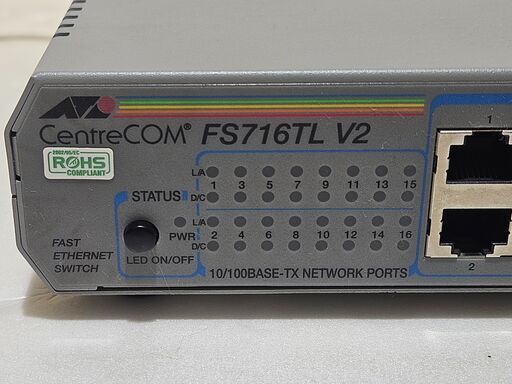 CentreCOM® FS716TL V2
2002/95/EC
RoHS
COMPLIANT
STATUS
PWR
LED ON/OFF
FAST
ETHERNET
SWITCH
L/A
1 3 5 7 9 11 13 15
D/C
L/A
2 4 6 8 10 12 14 16
D/C
10/100BASE-TX NETWORK PORTS
1
2